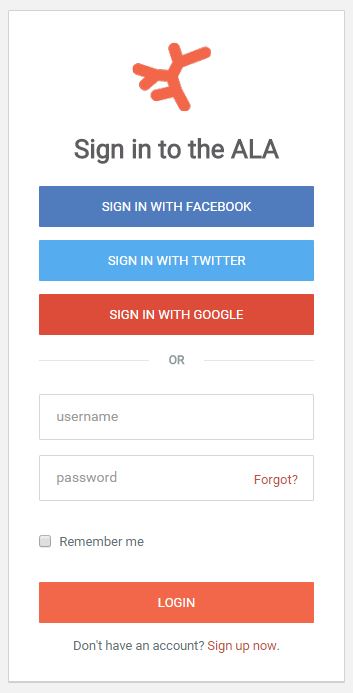 Sign in to the ALA
SIGN IN WITH FACEBOOK
SIGN IN WITH TWITTER
SIGN IN WITH GOOGLE
OR
username
password Forgot?
Remember me
LOGIN
Don't have an account? Sign up now.